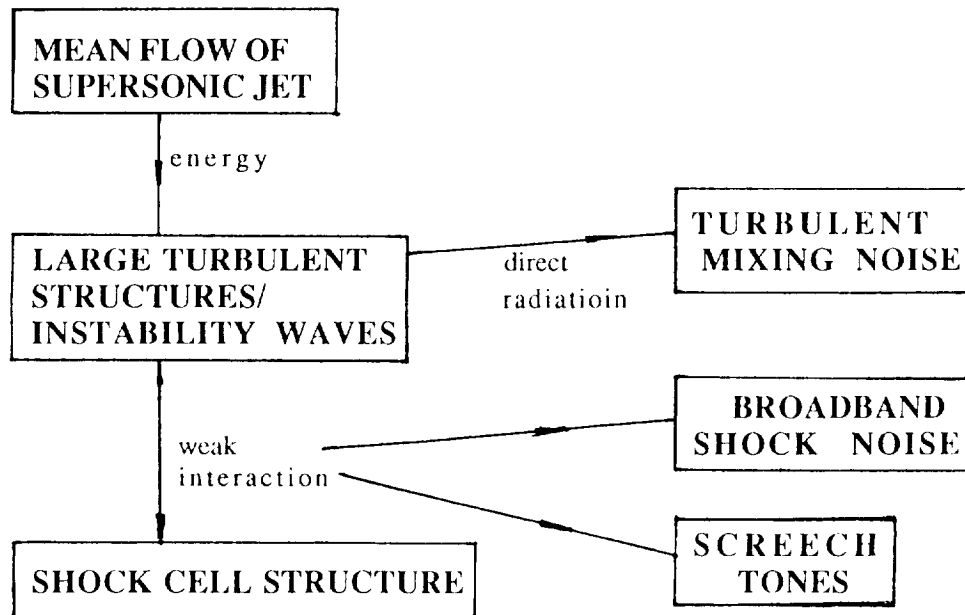 MEAN FLOW OF
SUPERSONIC JET
energy
LARGE TURBULENT
STRUCTURES/
INSTABILITY WAVES
direct
radiatioin
TURBULENT
MIXING NOISE
weak
interaction
BROADBAND
SHOCK NOISE
SCREECH
TONES
SHOCK CELL STRUCTURE